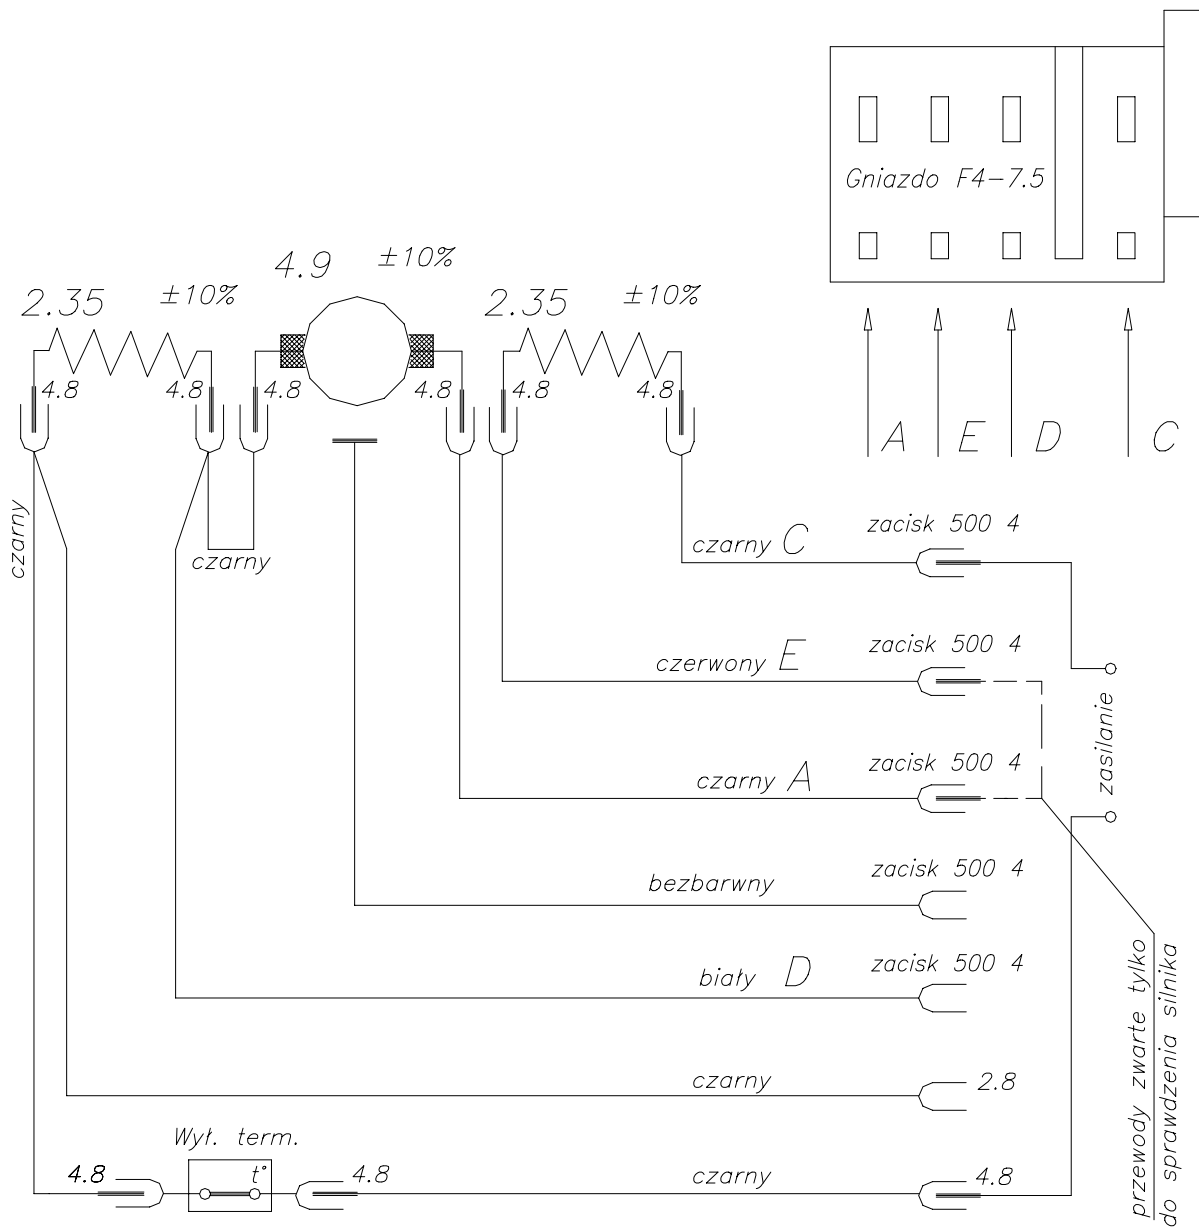 Gniazdo F4-7.5
4.9 ±10%
2.35 ±10%
2.35 ±10%
4.8
4.8
4.8
4.8
4.8
A
E
D
C
czarny
czarny
czarny C
zacisk 500 4
czerwony E
zacisk 500 4
zasilanie
czarny A
zacisk 500 4
bezbarwny
zacisk 500 4
biały D
zacisk 500 4
przewody zwarte tylko
do sprawdzenia silnika
czarny
2.8
Wył. term.
4.8
t°
4.8
czarny
4.8